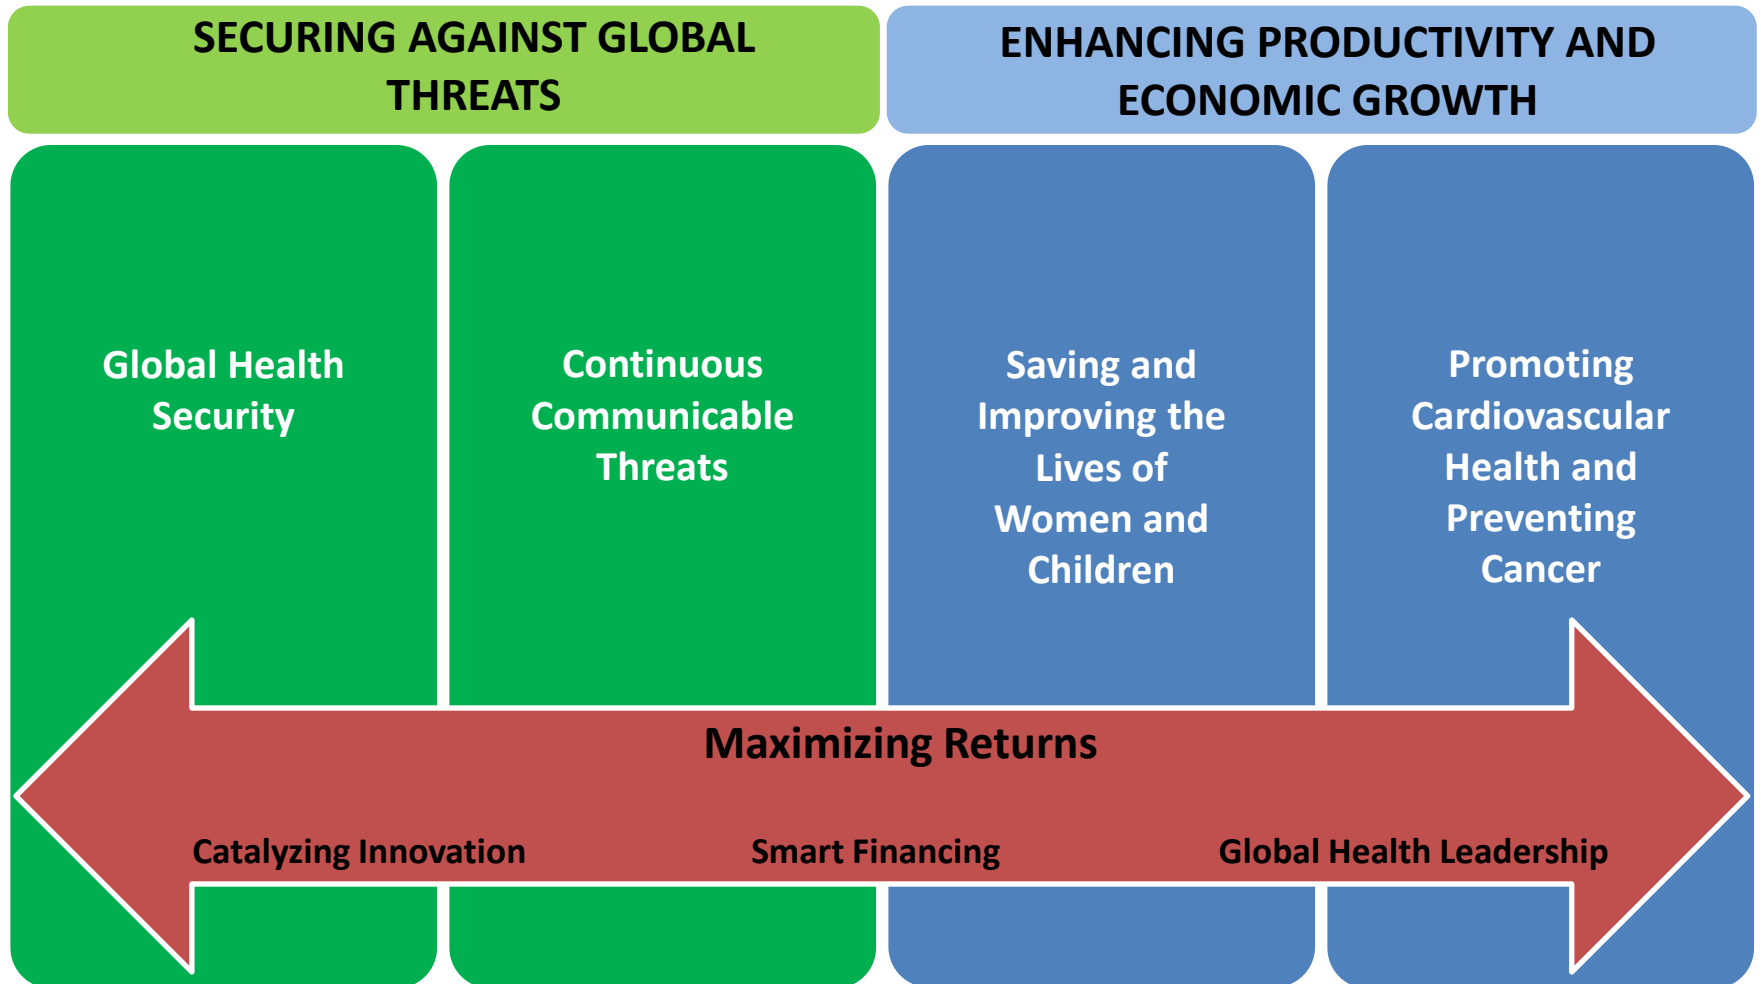 SECURING AGAINST GLOBAL
THREATS
ENHANCING PRODUCTIVITY AND
ECONOMIC GROWTH
Global Health
Security
Continuous
Communicable
Threats
Saving and
Improving the
Lives of
Women and
Children
Promoting
Cardiovascular
Health and
Preventing
Cancer
Maximizing Returns
Catalyzing Innovation
Smart Financing
Global Health Leadership